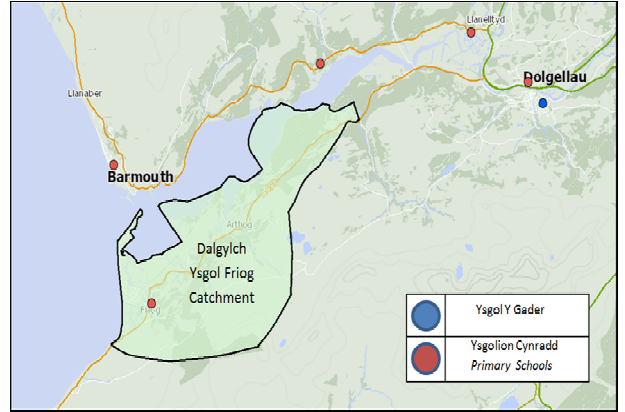 Llanelltyd
Dolgellau
Llanaber
Barmouth
Arthog
Dalgylch
Ysgol Friog
Catchment
Friog
Ysgol Y Gader
Ysgolion Cynradd
Primary Schools